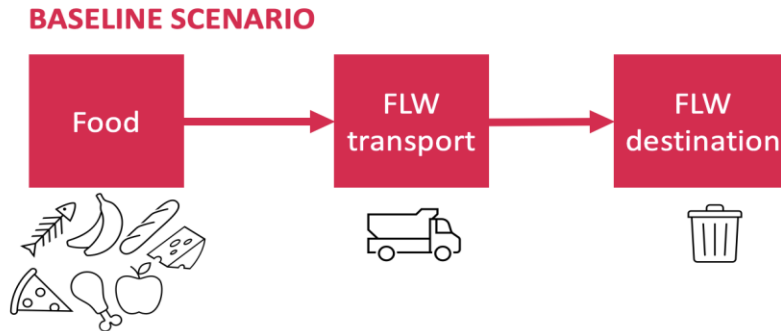 BASELINE SCENARIO
Food
FLW
transport
FLW
destination